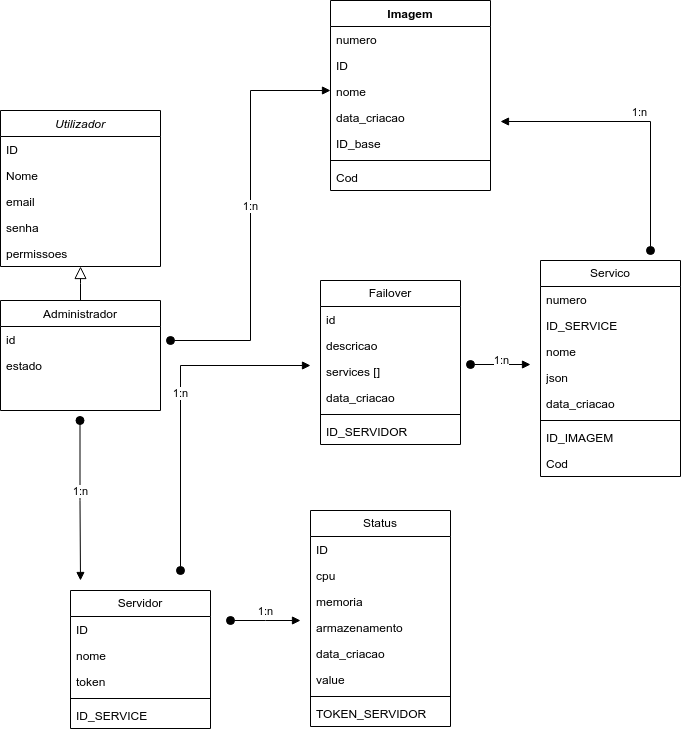 Imagem
numero
ID
nome
data_criacao
ID_base
Cod
1:n
Utilizador
ID
Nome
email
senha
permissoes
1:n
Administrador
id
estado
Failover
id
descricao
services []
data_criacao
ID_SERVIDOR
1:n
Servico
numero
ID_SERVICE
nome
json
data_criacao
ID_IMAGEM
Cod
1:n
1:n
Servidor
ID
nome
token
ID_SERVICE
1:n
Status
ID
cpu
memoria
armazenamento
data_criacao
value
TOKEN_SERVIDOR